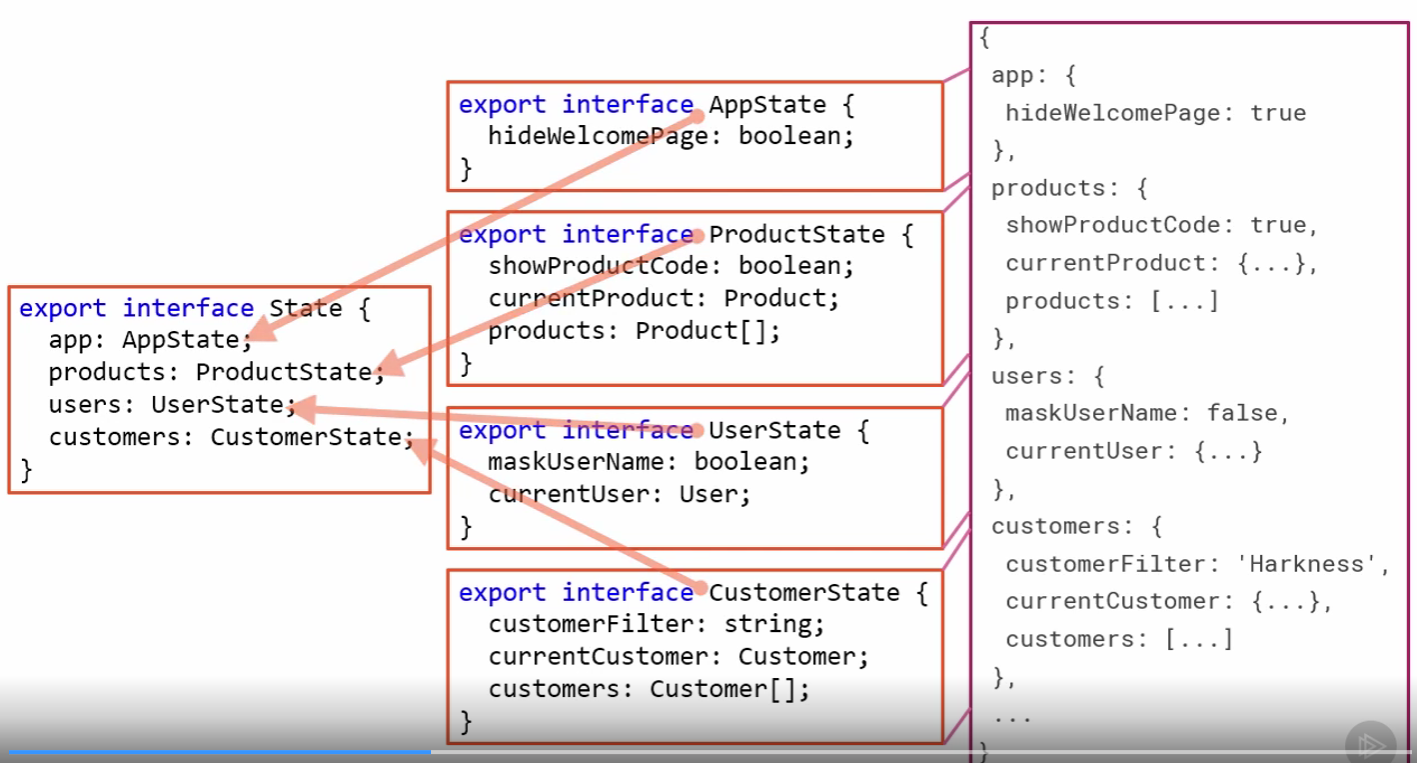 export interface State {
app: AppState;
products: ProductState;
users: UserState;
customers: CustomerState;
}
export interface AppState {
hideWelcomePage: boolean;
}
export interface ProductState {
showProductCode: boolean;
currentProduct: Product;
products: Product[];
}
export interface UserState {
maskUserName: boolean;
currentUser: User;
}
export interface CustomerState {
customerFilter: string;
currentCustomer: Customer;
customers: Customer[];
}
{
app: {
hideWelcomePage: true
},
products: {
showProductCode: true,
currentProduct: {...},
products: [...]
},
users: {
maskUserName: false,
currentUser: {...}
},
customers: {
customerFilter: 'Harkness',
currentCustomer: {...},
customers: [...]
},
...
}